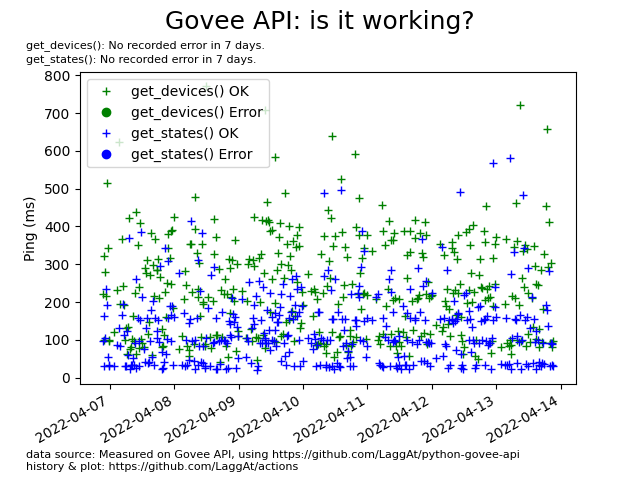 Govee API: is it working?
get_devices(): No recorded error in 7 days.
get_states(): No recorded error in 7 days.
800
700
600
500
400
300
200
100
0
Ping (ms)
get_devices() OK
get_devices() Error
get_states() OK
get_states() Error
2022-04-07
2022-04-08
2022-04-09
2022-04-10
2022-04-11
2022-04-12
2022-04-13
2022-04-14
data source: Measured on Govee API, using https://github.com/LaggAt/python-govee-api
history & plot: https://github.com/LaggAt/actions